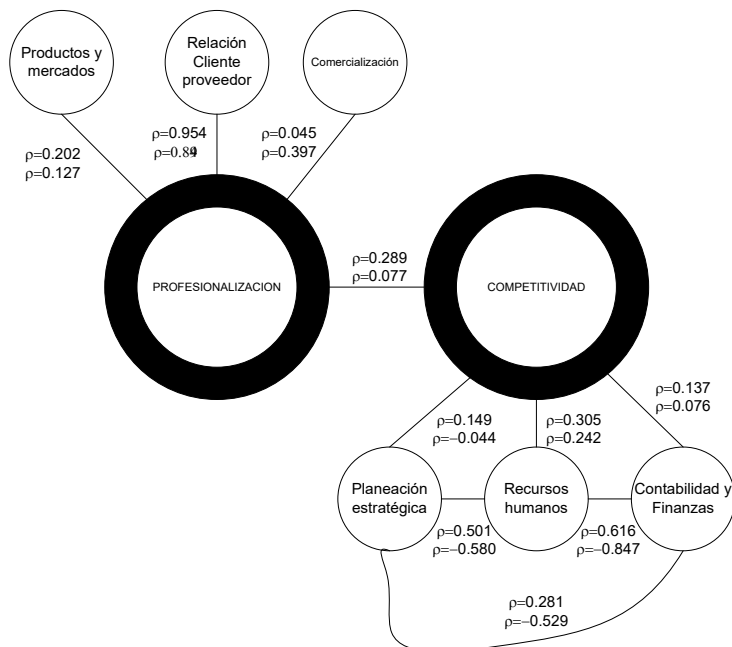 Productos y
mercados
Relación
Cliente
proveedor
Comercialización
ρ=0.202
ρ=0.127
ρ=0.954
ρ=0.045
ρ=0.397
PROFESIONALIZACION
ρ=0.289
ρ=0.077
COMPETITIVIDAD
ρ=0.149
ρ=−0.044
ρ=0.305
ρ=0.242
ρ=0.137
ρ=0.076
Planeación
estratégica
Recursos
humanos
Contabilidad y
Finanzas
ρ=0.501
ρ=−0.580
ρ=0.616
ρ=−0.847
ρ=0.281
ρ=−0.529